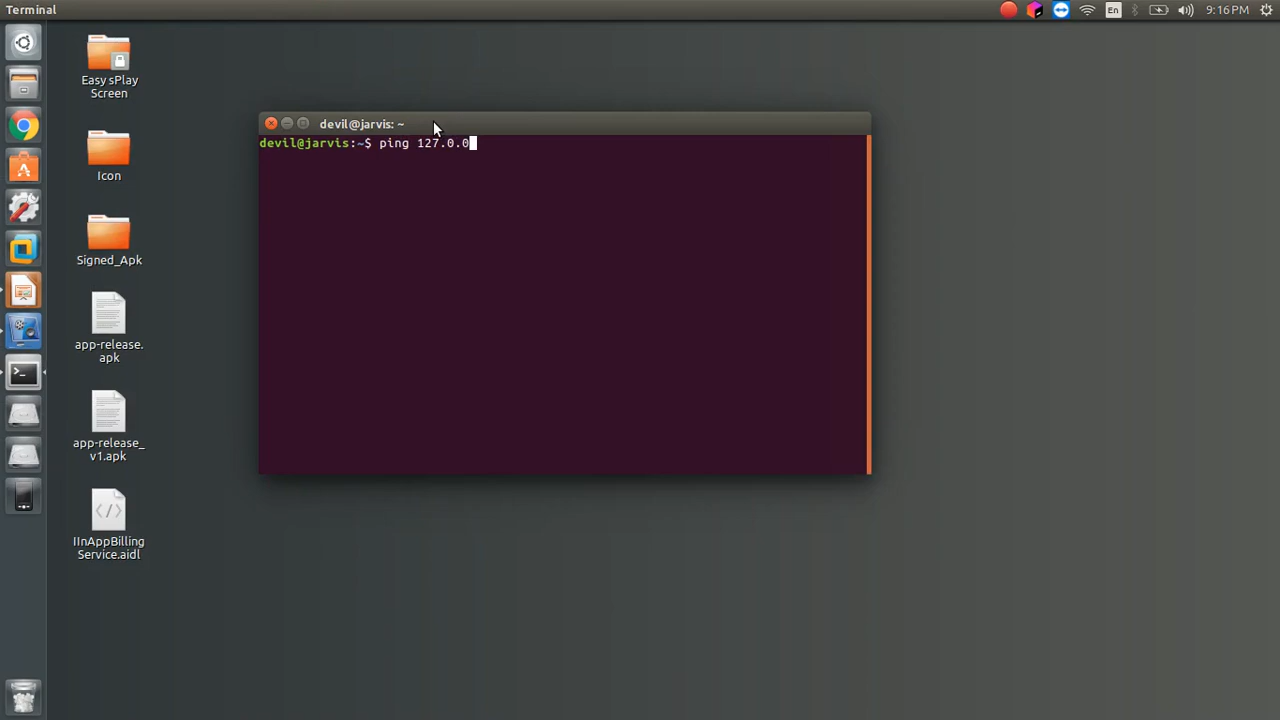 Terminal
En
9:16 PM
Easy sPlay
Screen
Icon
Signed_Apk
app-release.
apk
app-release_
v1.apk
IInAppBilling
Service.aidl
devil@jarvis: ~
devil@jarvis:~$ ping 127.0.0